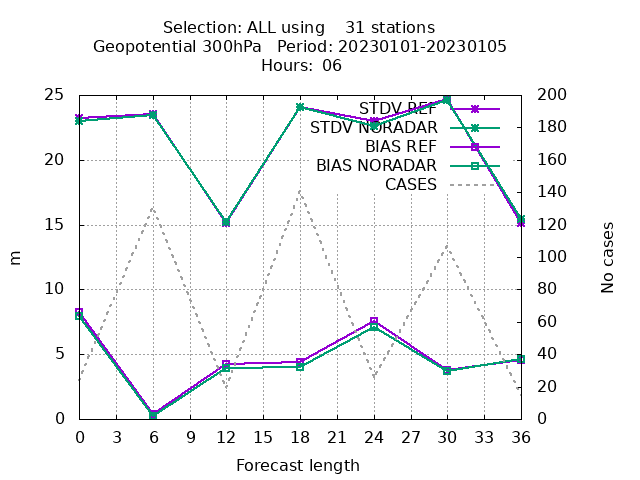 Selection: ALL using    31 stations
Geopotential 300hPa   Period: 20230101-20230105
Hours: 06
25
20
15
10
5
0
m
STDV REF
STDV NORADAR
BIAS REF
BIAS NORADAR
CASES
200
180
160
140
120
100
80
60
40
20
0
No cases
0 3 6 9 12 15 18 21 24 27 30 33 36
Forecast length